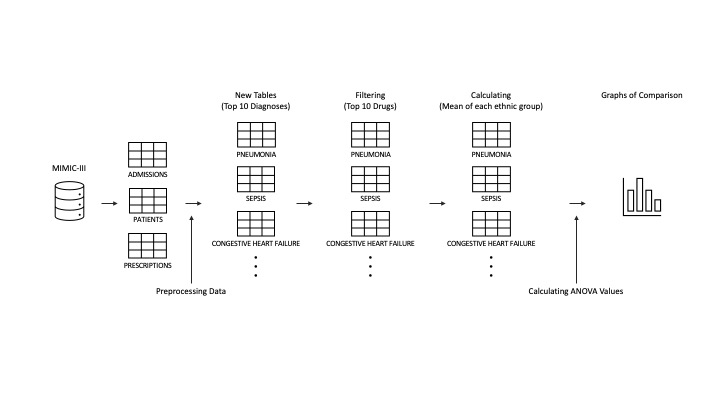 New Tables
(Top 10 Diagnoses)
Filtering
(Top 10 Drugs)
Calculating
(Mean of each ethnic group)
Graphs of Comparison
MIMIC-III
ADMISSIONS
PATIENTS
PRESCRIPTIONS
PNEUMONIA
SEPSIS
CONGESTIVE HEART FAILURE
PNEUMONIA
SEPSIS
CONGESTIVE HEART FAILURE
PNEUMONIA
SEPSIS
CONGESTIVE HEART FAILURE
Preprocessing Data
Calculating ANOVA Values